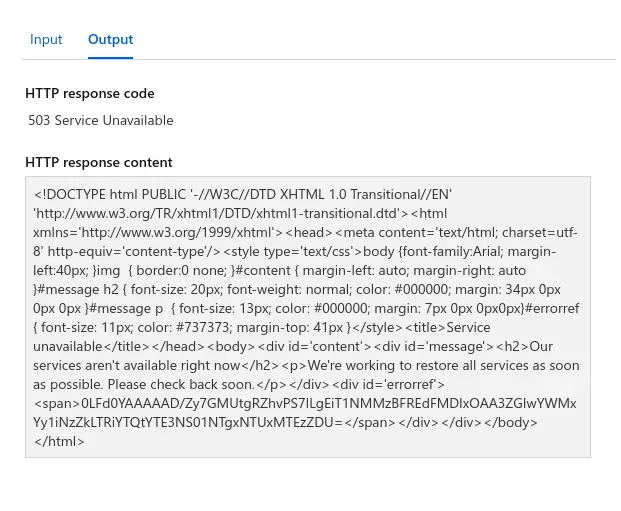 Input Output
HTTP response code
503 Service Unavailable
HTTP response content
<!DOCTYPE html PUBLIC '-//W3C//DTD XHTML 1.0 Transitional//EN'
'http://www.w3.org/TR/xhtml1/DTD/xhtml1-transitional.dtd'><html
xmlns='http://www.w3.org/1999/xhtml'><head><meta content='text/html; charset=utf-
8' http-equiv='content-type'/><style type='text/css'>body {font-family:Arial; margin-
left:40px; }img  { border:0 none; }#content { margin-left: auto; margin-right: auto
}#message h2 { font-size: 20px; font-weight: normal; color: #000000; margin: 34px 0px
0px 0px }#message p  { font-size: 13px; color: #000000; margin: 7px 0px 0px0px}#errorref
{ font-size: 11px; color: #737373; margin-top: 41px }</style><title>Service
unavailable</title></head><body><div id='content'><div id='message'><h2>Our
services aren't available right now</h2><p>We're working to restore all services as soon
as possible. Please check back soon.</p></div><div id='errorref'>
<span>0LFd0YAAAAAD/Zy7GMUtgRZhvPS7ILgEiT1NMMzBFREdFMDIxOAA3ZGIwYWMx
Yy1iNzZkLTRiYTQtYTE3NS01NTgxNTUxMTEzZDU=</span></div></div></body>
</html>